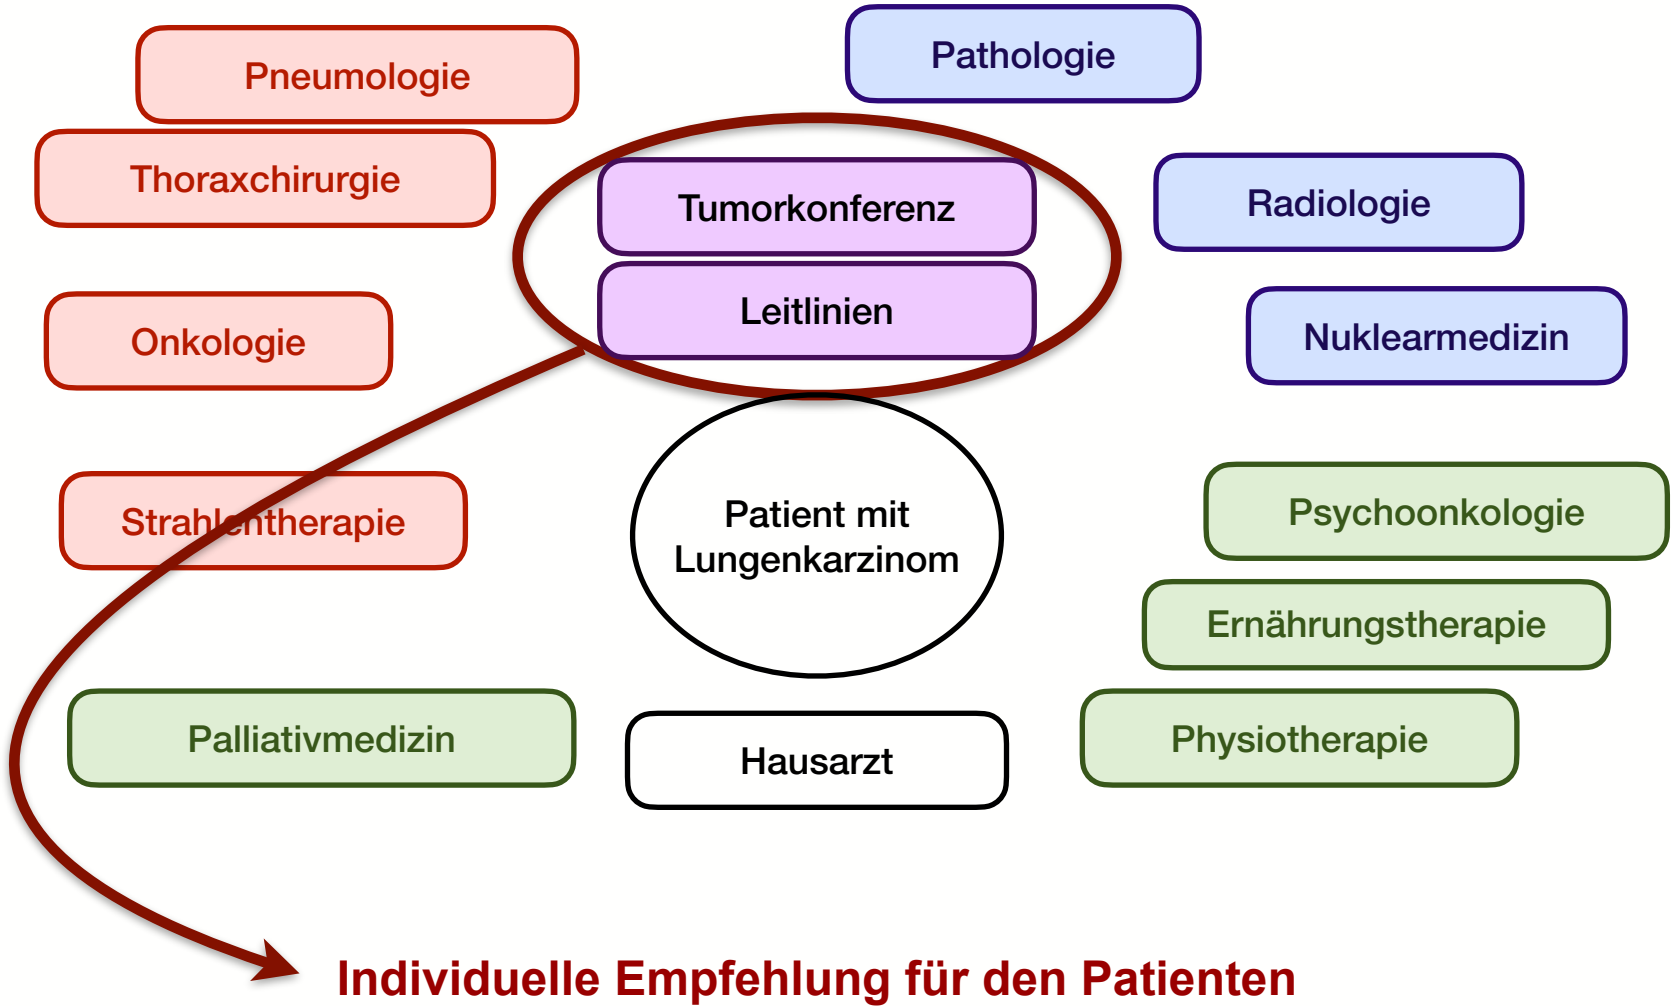 Pneumologie
Pathologie
Thoraxchirurgie
Tumorkonferenz
Radiologie
Leitlinien
Onkologie
Nuklearmedizin
Strahlentherapie
Patient mit
Lungenkarzinom
Psychoonkologie
Ernährungstherapie
Palliativmedizin
Hausarzt
Physiotherapie
Individuelle Empfehlung für den Patienten